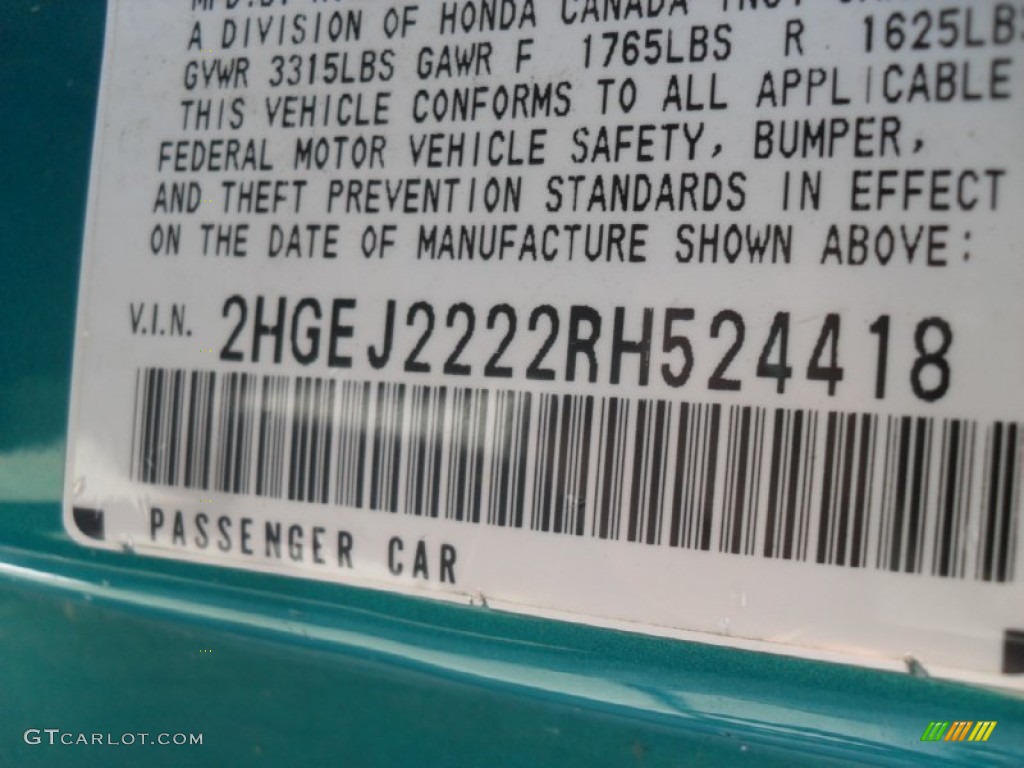 A DIVISION OF HONDA CANADA
GVWR 3315LBS GAWR F 1765LBS R 1625LBS
THIS VEHICLE CONFORMS TO ALL APPLICABLE
FEDERAL MOTOR VEHICLE SAFETY, BUMPER,
AND THEFT PREVENTION STANDARDS IN EFFECT
ON THE DATE OF MANUFACTURE SHOWN ABOVE:
V.I.N. 2HGEJ2222RH524418
PASSENGER CAR
GTCARLOT.COM